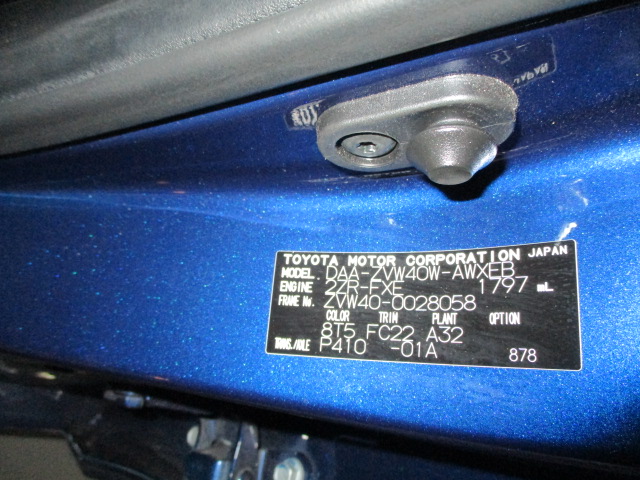 TOYOTA MOTOR CORPORATION JAPAN
MODEL DAA-ZVW40W-AWXEB
ENGINE 2ZR-FXE 1797 mL
FRAME No. ZVW40-0028058
COLOR TRIM PLANT OPTION
8T5 FC22 A32
TRANS./AXLE P410 -01A 878